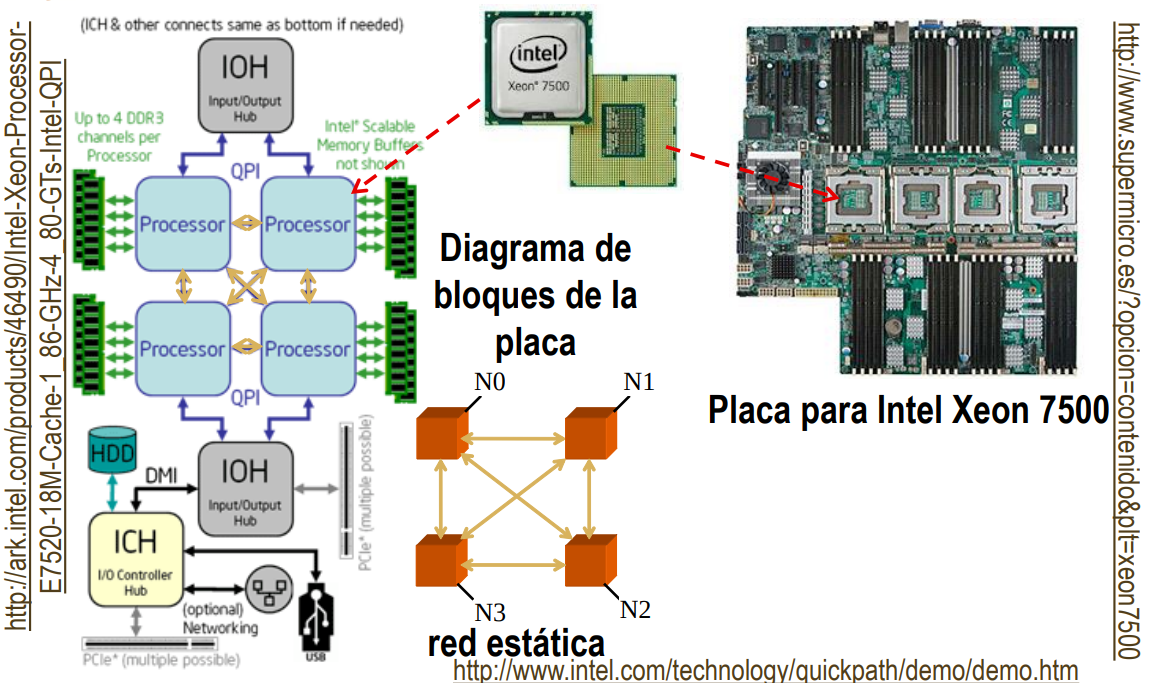 http://ark.intel.com/products/46490/Intel-Xeon-Processor-
E7520-18M-Cache-1_86-GHz-4_80-GTs-Intel-QPI
(ICH & other connects same as bottom if needed)
IOH
Input/Output
Hub
Up to 4 DDR3
channels per
Processor
Intel® Scalable
Memory Buffers
not shown
QPI
Processor
Processor
Processor
Processor
QPI
HDD
DMI
IOH
Input/Output
Hub
PCIe* (multiple possible)
ICH
I/O Controller
Hub
(optional)
Networking
USB
PCIe* (multiple possible)
intel
Xeon® 7500
Diagrama de
bloques de la
placa
N0
N1
N3
N2
red estática
Placa para Intel Xeon 7500
http://www.supermicro.es/?opcion=contenido&plt=xeon7500
http://www.intel.com/technology/quickpath/demo/demo.htm